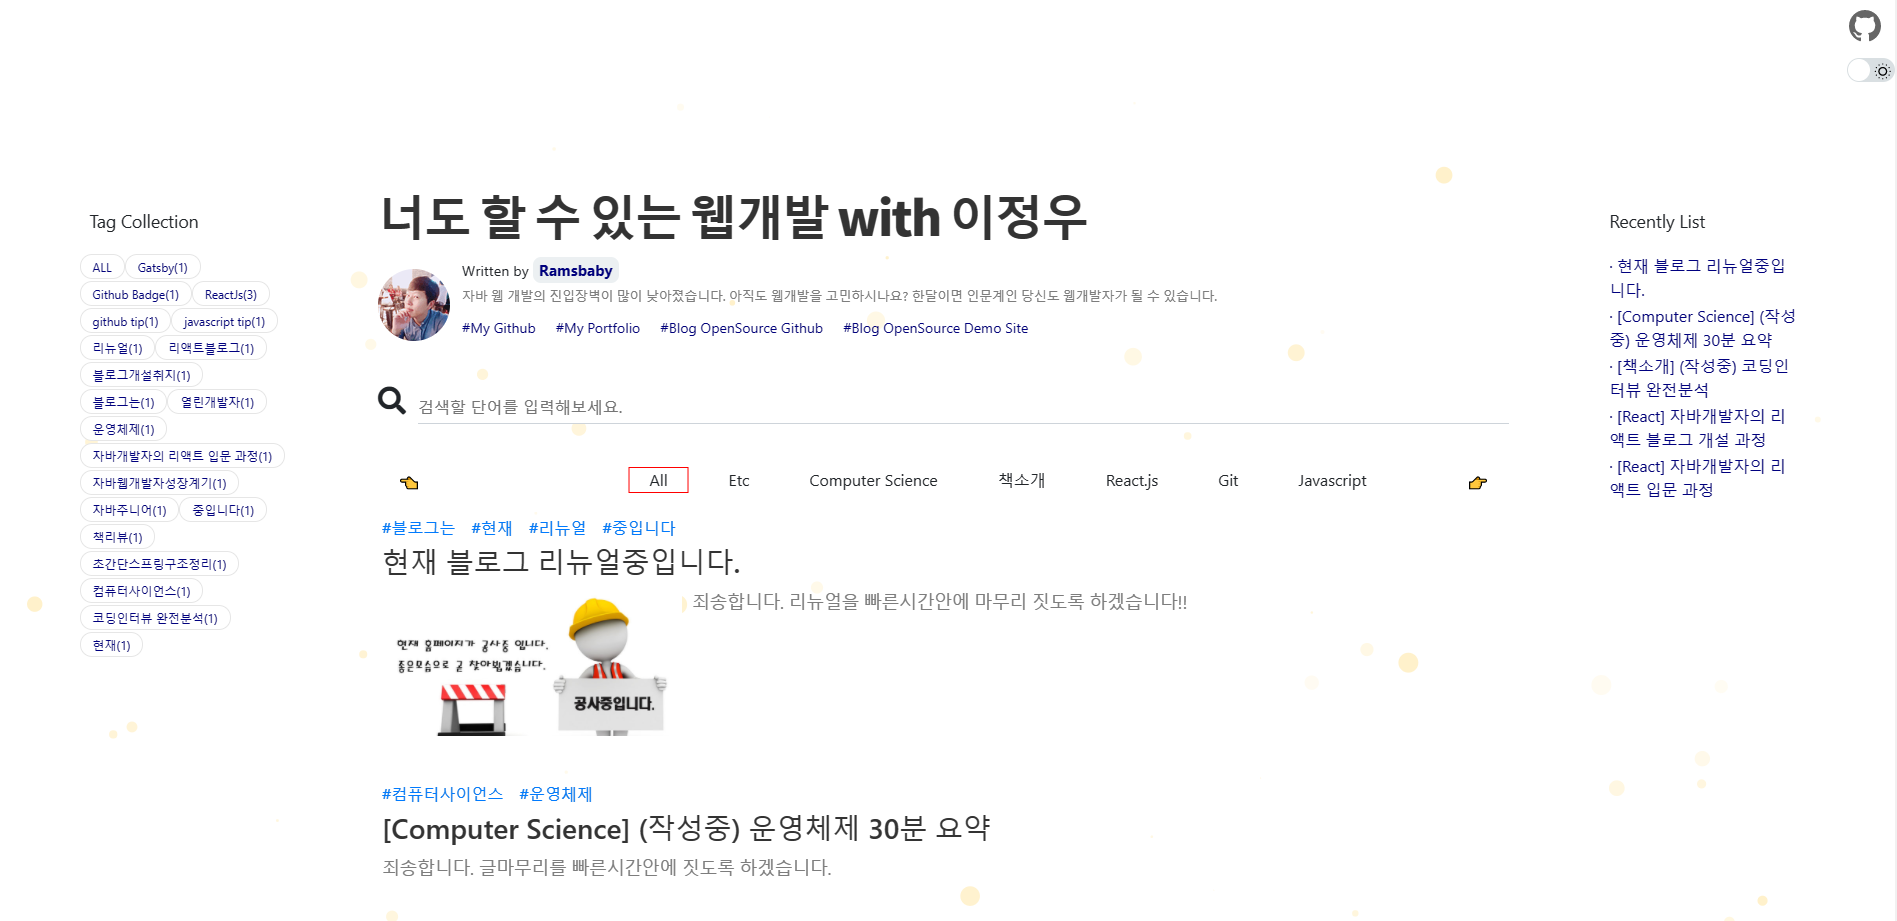 Tag Collection
ALL
Gatsby(1)
Github Badge(1)
ReactJs(3)
github tip(1)
javascript tip(1)
리뉴얼(1)
리액트블로그(1)
블로그개설취지(1)
블로그는(1)
열린개발자(1)
운영체제(1)
자바개발자의 리액트 입문 과정(1)
자바웹개발자성장계기(1)
자바주니어(1)
중입니다(1)
책리뷰(1)
초간단스프링구조정리(1)
컴퓨터사이언스(1)
코딩인터뷰 완전분석(1)
현재(1)
너도 할 수 있는 웹개발 with 이정우
Written by Ramsbaby
자바 웹 개발의 진입장벽이 많이 낮아졌습니다. 아직도 웹개발을 고민하시나요? 한달이면 인문계인 당신도 웹개발자가 될 수 있습니다.
#My Github #My Portfolio #Blog OpenSource Github #Blog OpenSource Demo Site
검색할 단어를 입력해보세요.
All Etc Computer Science 책소개 React.js Git Javascript
#블로그는 #현재 #리뉴얼 #중입니다
현재 블로그 리뉴얼중입니다.
죄송합니다. 리뉴얼을 빠른시간안에 마무리 짓도록 하겠습니다!!
현재 홈페이지가 공사중 입니다.
좋은모습으로 곧 찾아뵙겠습니다.
공사중입니다.
#컴퓨터사이언스 #운영체제
[Computer Science] (작성중) 운영체제 30분 요약
죄송합니다. 글마무리를 빠른시간안에 짓도록 하겠습니다.
Recently List
· 현재 블로그 리뉴얼중입
니다.
· [Computer Science] (작성
중) 운영체제 30분 요약
· [책소개] (작성중) 코딩인
터뷰 완전분석
· [React] 자바개발자의 리
액트 블로그 개설 과정
· [React] 자바개발자의 리
액트 입문 과정